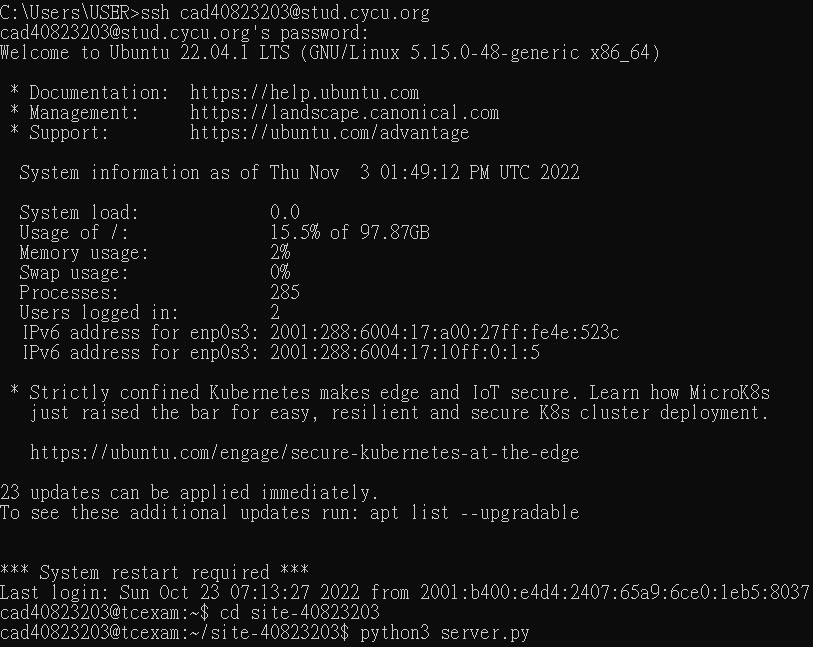 C:\Users\USER>ssh cad40823203@stud.cycu.org
cad40823203@stud.cycu.org's password:
Welcome to Ubuntu 22.04.1 LTS (GNU/Linux 5.15.0-48-generic x86_64)
* Documentation:  https://help.ubuntu.com
* Management:     https://landscape.canonical.com
* Support:        https://ubuntu.com/advantage
System information as of Thu Nov  3 01:49:12 PM UTC 2022
System load:             0.0
Usage of /:              15.5% of 97.87GB
Memory usage:            2%
Swap usage:              0%
Processes:               285
Users logged in:         2
IPv6 address for enp0s3: 2001:288:6004:17:a00:27ff:fe4e:523c
IPv6 address for enp0s3: 2001:288:6004:17:10ff:0:1:5
* Strictly confined Kubernetes makes edge and IoT secure. Learn how MicroK8s
just raised the bar for easy, resilient and secure K8s cluster deployment.
https://ubuntu.com/engage/secure-kubernetes-at-the-edge
23 updates can be applied immediately.
To see these additional updates run: apt list --upgradable
*** System restart required ***
Last login: Sun Oct 23 07:13:27 2022 from 2001:b400:e4d4:2407:65a9:6ce0:1eb5:8037
cad40823203@tcexam:~$ cd site-40823203
cad40823203@tcexam:~/site-40823203$ python3 server.py